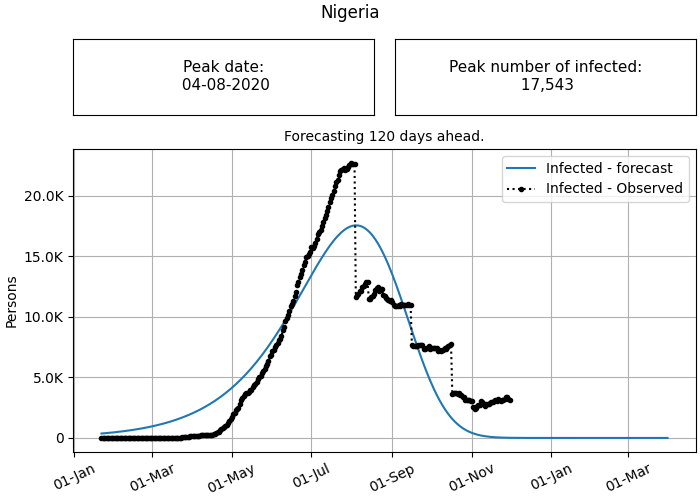 Nigeria
Peak date:
04-08-2020
Peak number of infected:
17,543
Forecasting 120 days ahead.
Infected - forecast
Infected - Observed
Persons
20.0K
15.0K
10.0K
5.0K
0
01-Jan
01-Mar
01-May
01-Jul
01-Sep
01-Nov
01-Jan
01-Mar